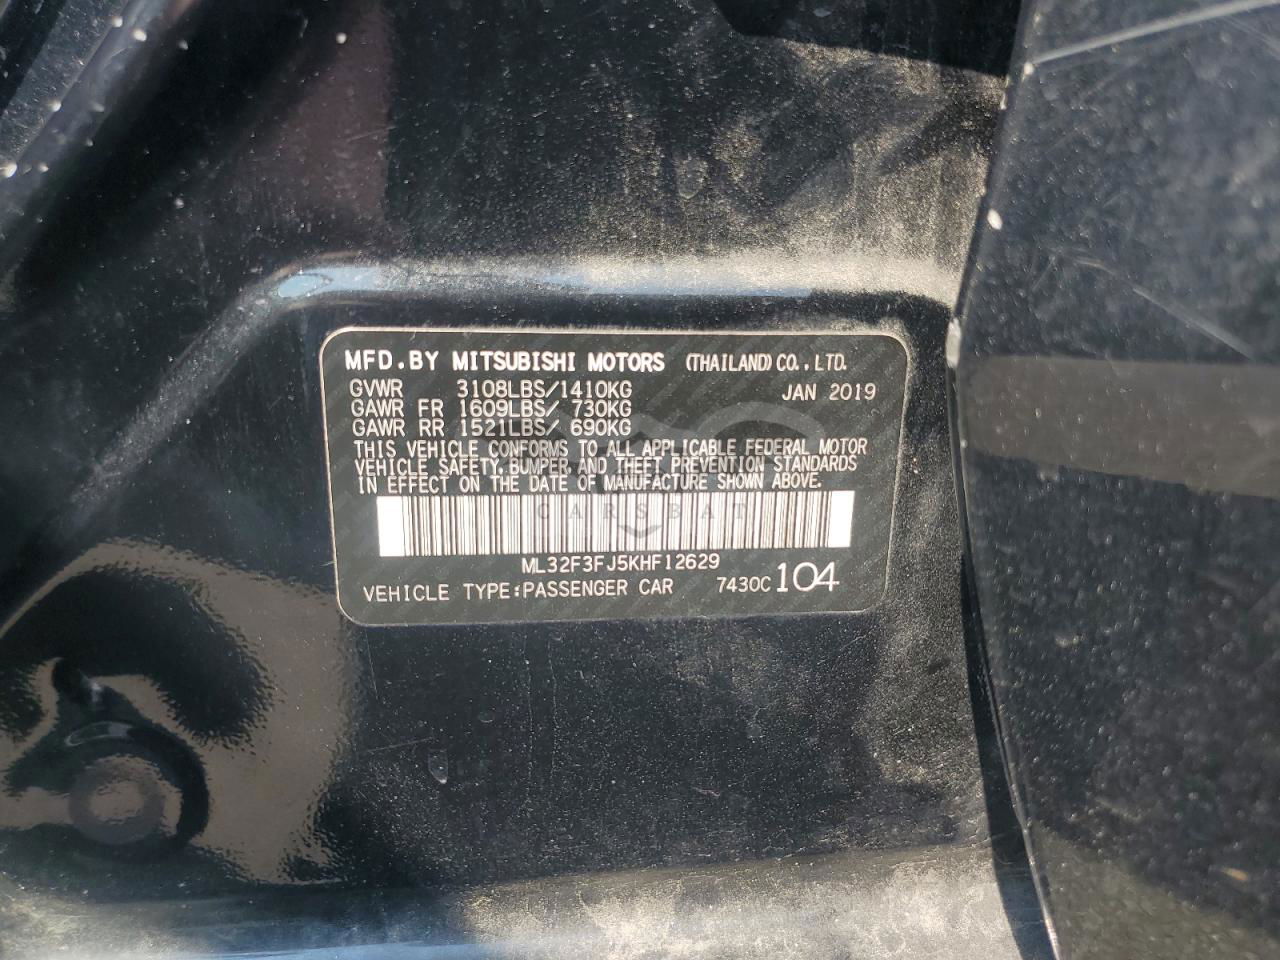 MFD.BY MITSUBISHI MOTORS (THAILAND) CO., LTD.
GVWR 3108LBS/1410KG JAN 2019
GAWR FR 1609LBS/ 730KG
GAWR RR 1521LBS/ 690KG
THIS VEHICLE CONFORMS TO ALL APPLICABLE FEDERAL MOTOR
VEHICLE SAFETY, BUMPER, AND THEFT PREVENTION STANDARDS
IN EFFECT ON THE DATE OF MANUFACTURE SHOWN ABOVE.
CARSBAT
ML32F3FJ5KHF12629
VEHICLE TYPE:PASSENGER CAR 7430C 104